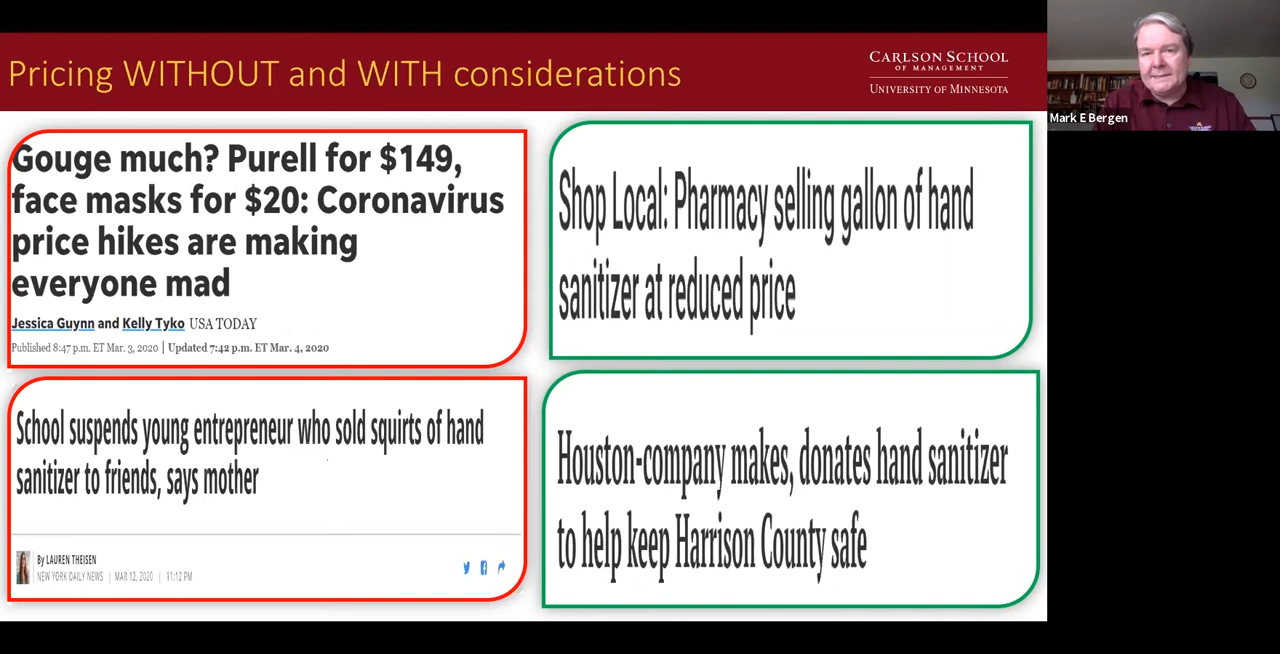 Pricing WITHOUT and WITH considerations
CARLSON SCHOOL
OF MANAGEMENT
UNIVERSITY OF MINNESOTA
Mark E Bergen
Gouge much? Purell for $149,
face masks for $20: Coronavirus
price hikes are making
everyone mad
Jessica Guynn and Kelly Tyko USA TODAY
Published 8:47 p.m. ET Mar. 3, 2020 | Updated 7:42 p.m. ET Mar. 4, 2020
Shop Local: Pharmacy selling gallon of hand
sanitizer at reduced price
School suspends young entrepreneur who sold squirts of hand
sanitizer to friends, says mother
By LAUREN THEISEN
NEW YORK DAILY NEWS | MAR 12, 2020 | 11:12 PM
Houston-company makes, donates hand sanitizer
to help keep Harrison County safe